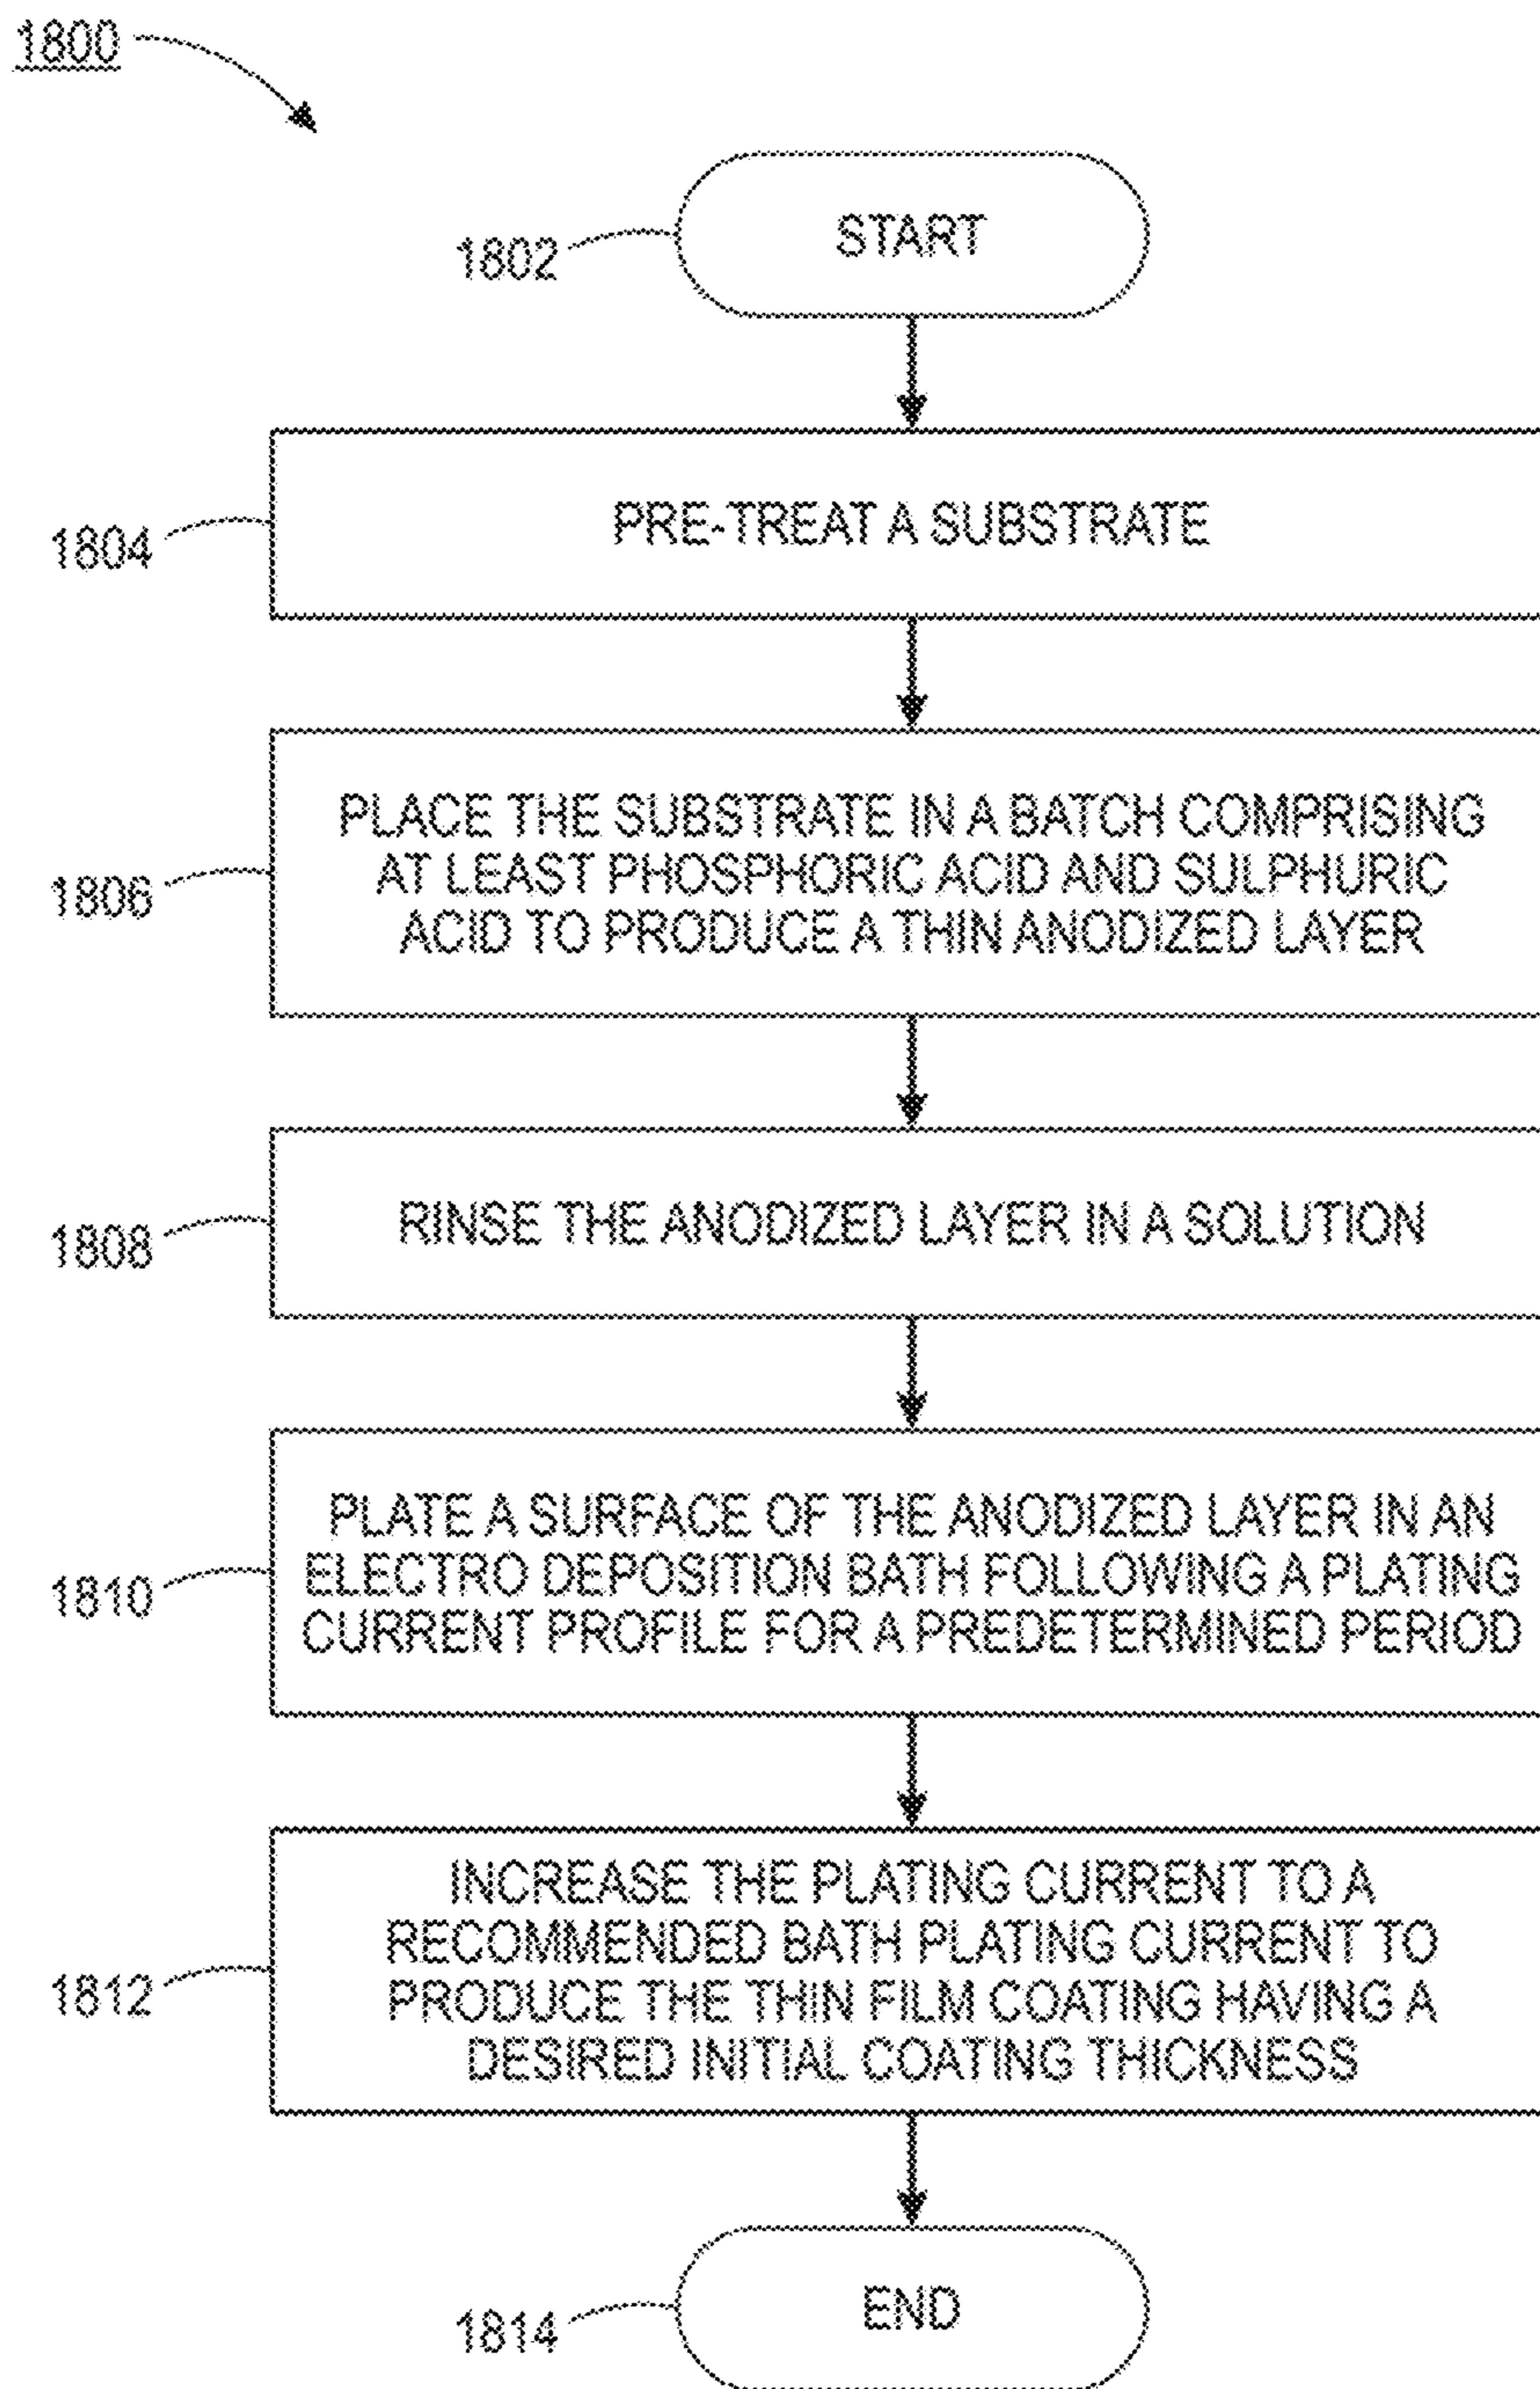 1800
1802
START
1804
PRE-TREAT A SUBSTRATE
1806
PLACE THE SUBSTRATE IN A BATCH COMPRISING
AT LEAST PHOSPHORIC ACID AND SULPHURIC
ACID TO PRODUCE A THIN ANODIZED LAYER
1808
RINSE THE ANODIZED LAYER IN A SOLUTION
1810
PLATE A SURFACE OF THE ANODIZED LAYER IN AN
ELECTRO DEPOSITION BATH FOLLOWING A PLATING
CURRENT PROFILE FOR A PREDETERMINED PERIOD
1812
INCREASE THE PLATING CURRENT TO A
RECOMMENDED BATH PLATING CURRENT TO
PRODUCE THE THIN FILM COATING HAVING A
DESIRED INITIAL COATING THICKNESS
1814
END